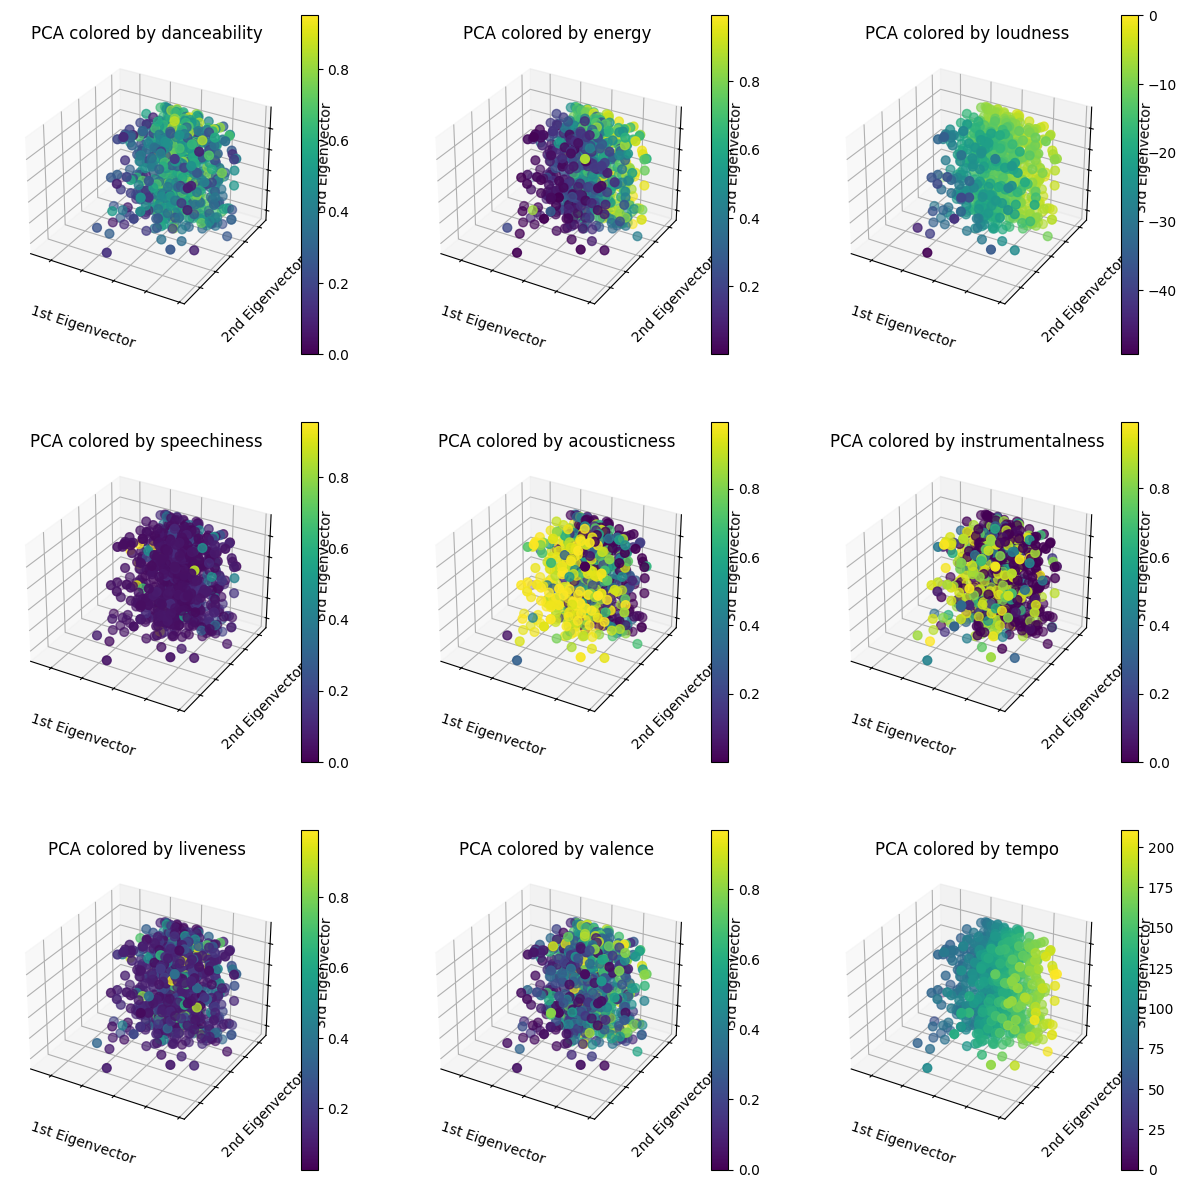 PCA colored by danceability
0.8
0.6
0.4
0.2
0.0
1st Eigenvector
2nd Eigenvector
3rd Eigenvector
PCA colored by energy
0.8
0.6
0.4
0.2
1st Eigenvector
2nd Eigenvector
3rd Eigenvector
PCA colored by loudness
0
−10
−20
−30
−40
1st Eigenvector
2nd Eigenvector
3rd Eigenvector
PCA colored by speechiness
0.8
0.6
0.4
0.2
0.0
1st Eigenvector
2nd Eigenvector
3rd Eigenvector
PCA colored by acousticness
0.8
0.6
0.4
0.2
1st Eigenvector
2nd Eigenvector
3rd Eigenvector
PCA colored by instrumentalness
0.8
0.6
0.4
0.2
0.0
1st Eigenvector
2nd Eigenvector
3rd Eigenvector
PCA colored by liveness
0.8
0.6
0.4
0.2
1st Eigenvector
2nd Eigenvector
3rd Eigenvector
PCA colored by valence
0.8
0.6
0.4
0.2
0.0
1st Eigenvector
2nd Eigenvector
3rd Eigenvector
PCA colored by tempo
200
175
150
125
100
75
50
25
0
1st Eigenvector
2nd Eigenvector
3rd Eigenvector